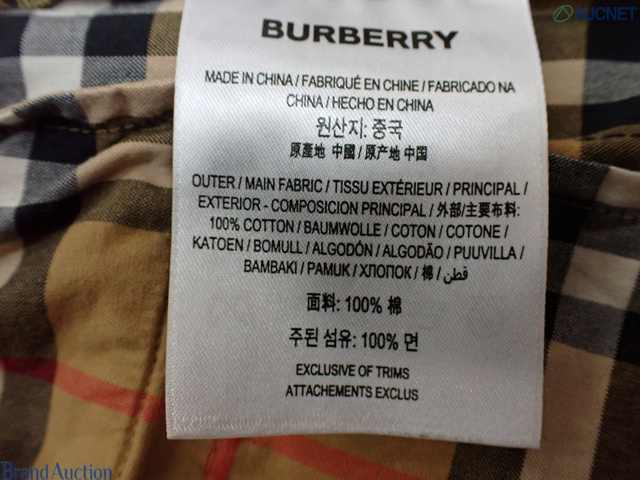 AUCNET
BURBERRY
MADE IN CHINA / FABRIQUÉ EN CHINE / FABRICADO NA
CHINA / HECHO EN CHINA
원산지: 중국
原產地 中國 / 原产地 中国
OUTER / MAIN FABRIC / TISSU EXTÉRIEUR / PRINCIPAL /
EXTERIOR - COMPOSICION PRINCIPAL / 外部/主要布料:
100% COTTON / BAUMWOLLE / COTON / COTONE /
KATOEN / BOMULL / ALGODÓN / ALGODÃO / PUUVILLA /
BAMBAKI / PAMUK / ХЛОПОК / 棉 / قطن /
面料: 100% 棉
주된 섬유: 100% 면
EXCLUSIVE OF TRIMS
ATTACHEMENTS EXCLUS
BrandAuction